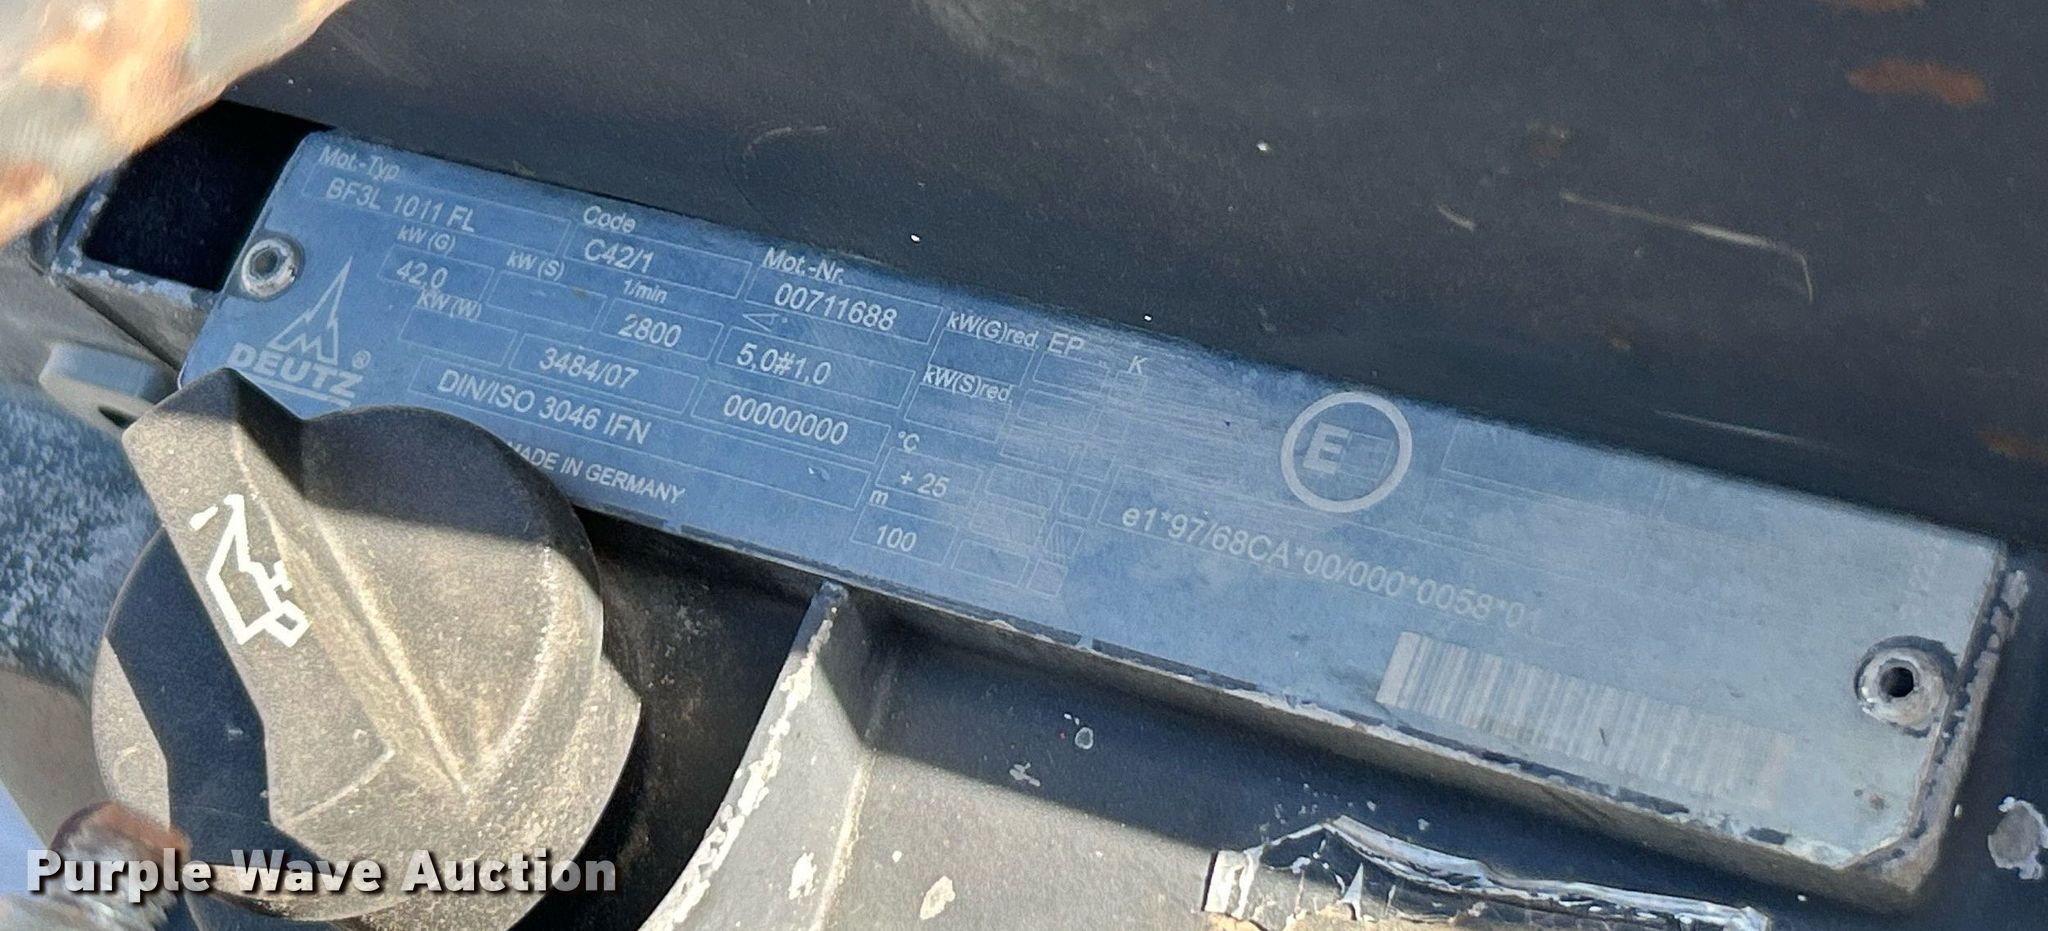 Mot.-Typ Code Mot.-Nr.
BF3L 1011 FL C42/1 00711688
kW (G) kW (S) 1/min kW(G)red. EP K
42,0 2800 5,0#1,0
kW (W) kW(S)red.
3484/07 00000000
DIN/ISO 3046 IFN °C
+ 25
m
100
MADE IN GERMANY
DEUTZ ®
E
e1*97/68CA*00/000*0058*01
Purple Wave Auction